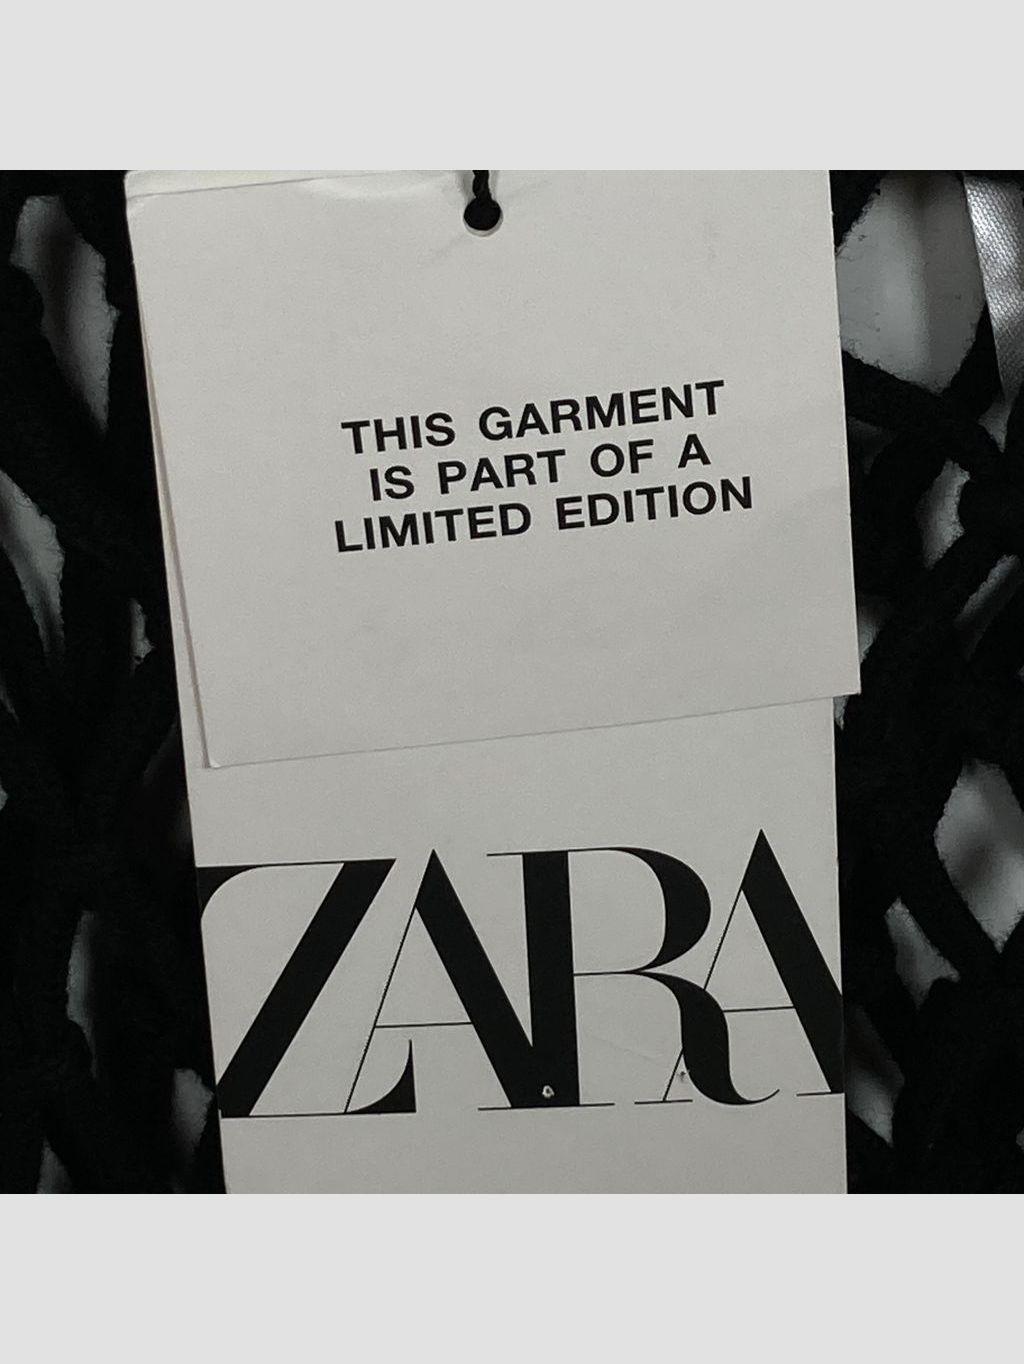 THIS GARMENT
IS PART OF A
LIMITED EDITION
ZARA